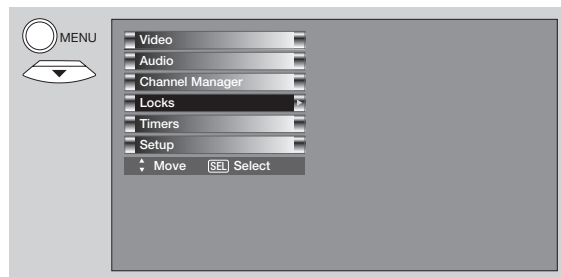 MENU
Video
Audio
Channel Manager
Locks
Timers
Setup
Move SEL Select